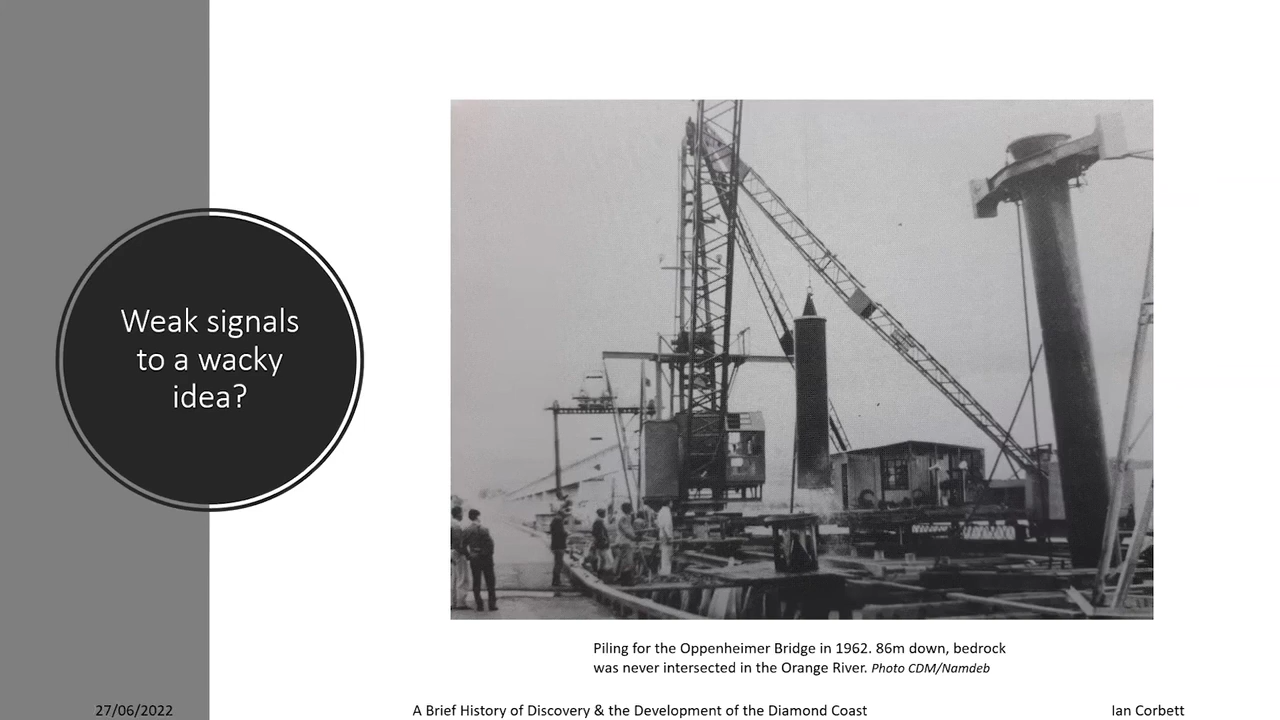 Weak signals
to a wacky
idea?
Piling for the Oppenheimer Bridge in 1962. 86m down, bedrock
was never intersected in the Orange River. Photo CDM/Namdeb
27/06/2022
A Brief History of Discovery & the Development of the Diamond Coast
Ian Corbett